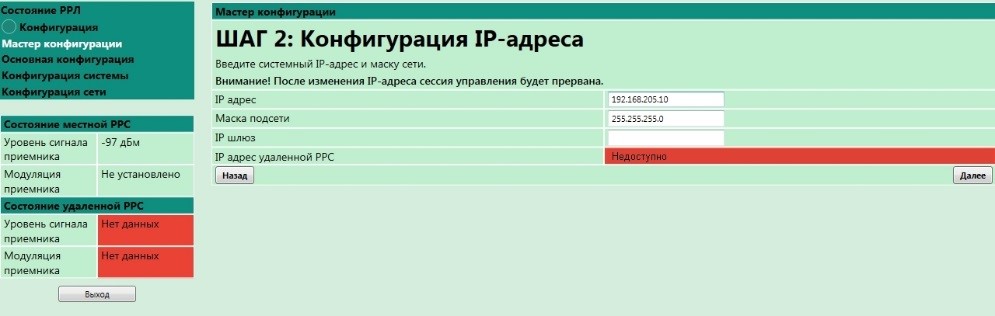 Состояние РРЛ
Конфигурация
Мастер конфигурации
Основная конфигурация
Конфигурация системы
Конфигурация сети
Состояние местной РРС
Уровень сигнала приемника -97 дБм
Модуляция приемника Не установлено
Состояние удаленной РРС
Уровень сигнала приемника Нет данных
Модуляция приемника Нет данных
Выход
Мастер конфигурации
ШАГ 2: Конфигурация IP-адреса
Введите системный IP-адрес и маску сети.
Внимание! После изменения IP-адреса сессия управления будет прервана.
IP адрес 192.168.205.10
Маска подсети 255.255.255.0
IP шлюз
IP адрес удаленной РРС Недоступно
Назад Далее